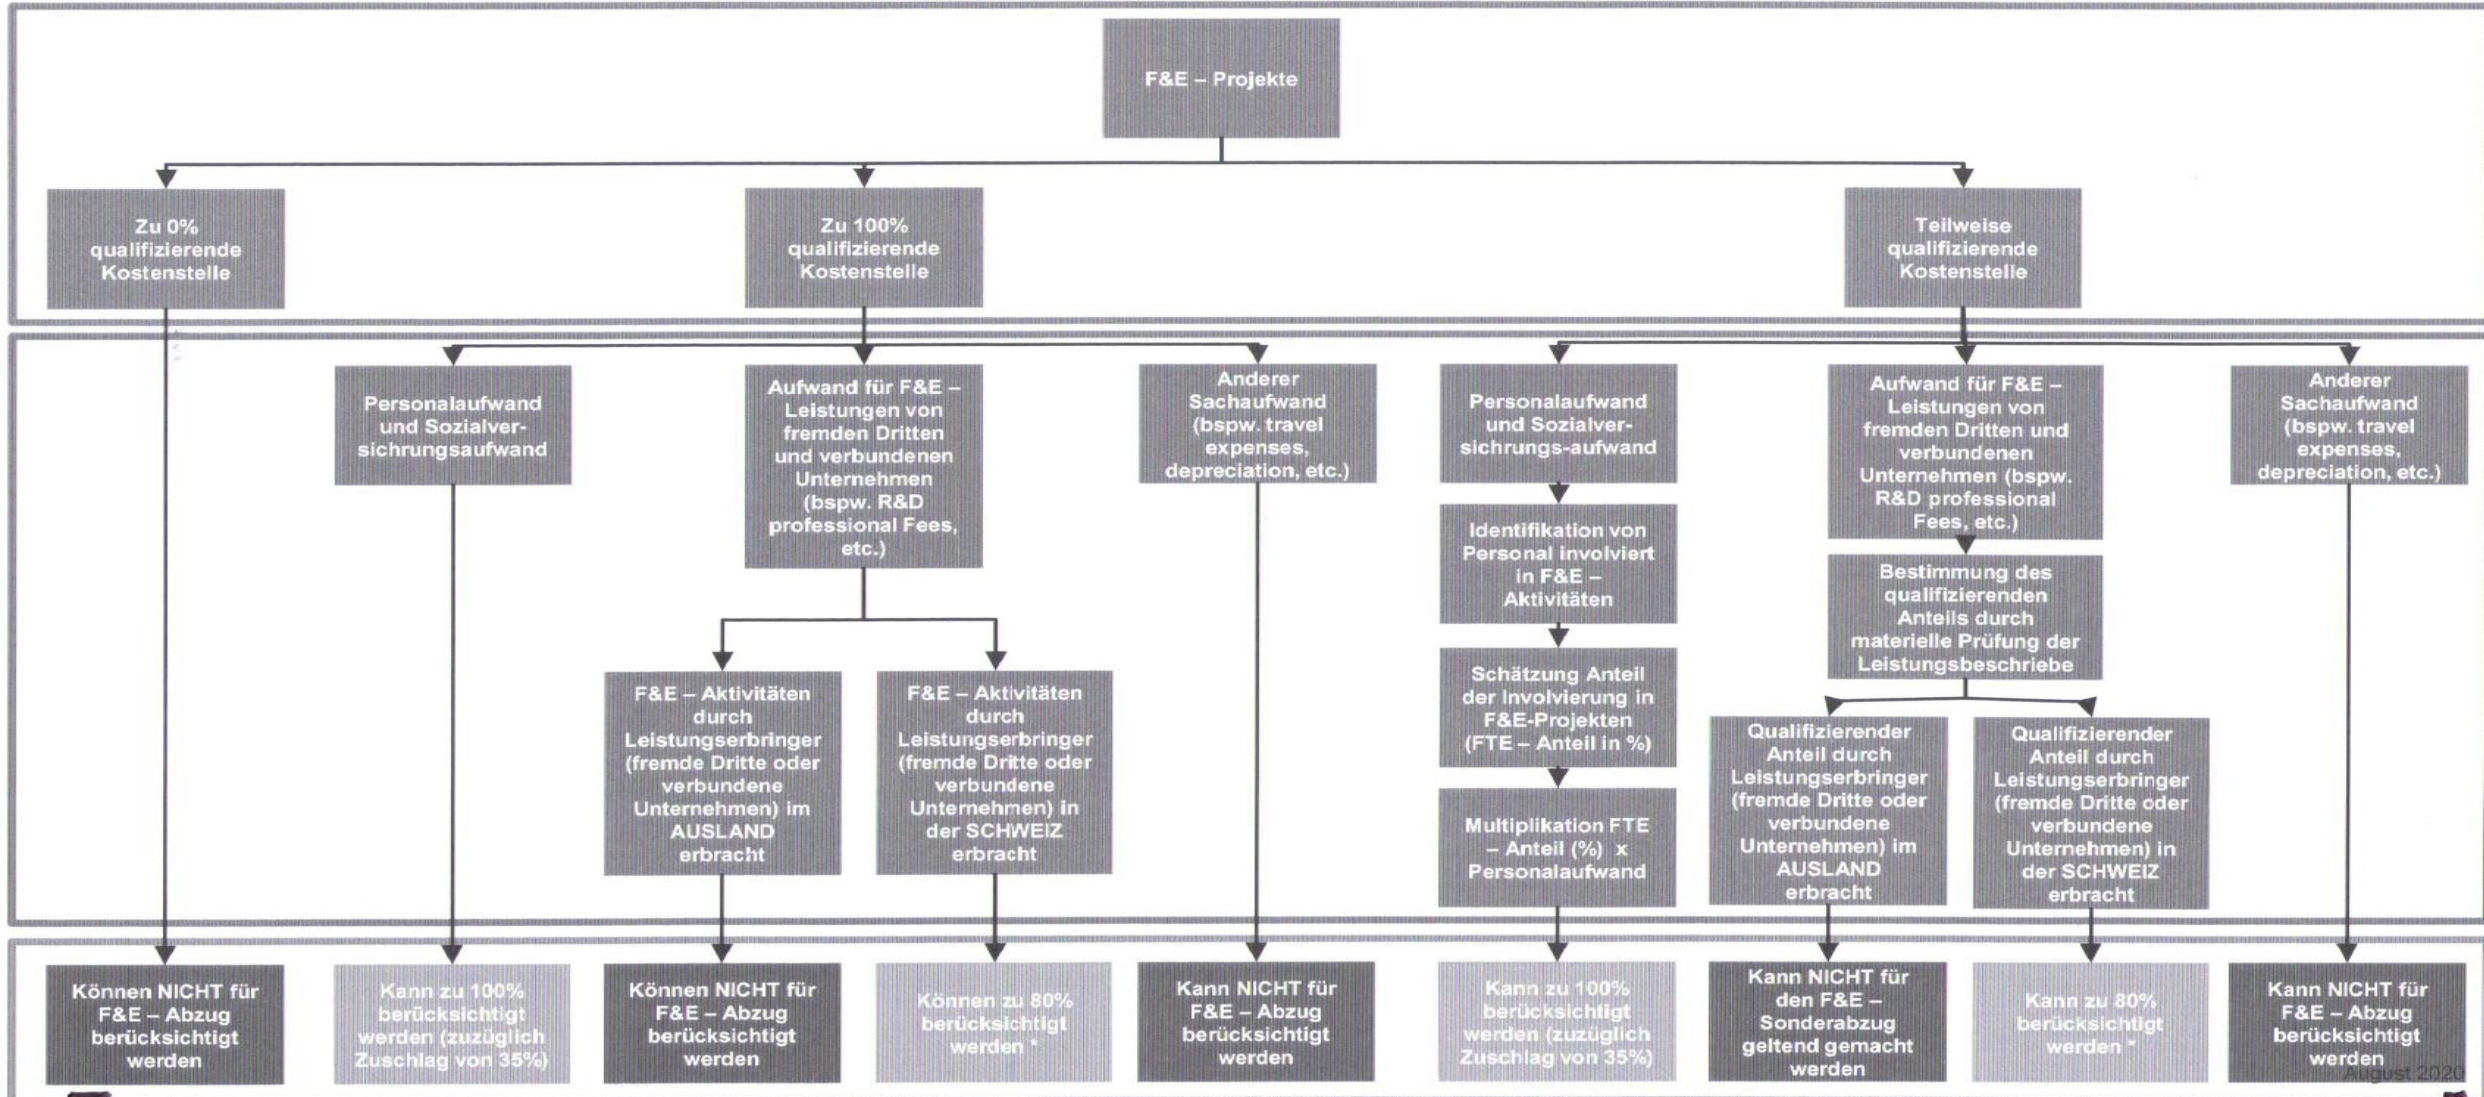 F&E – Projekte
Zu 0%
qualifizierende
Kostenstelle
Zu 100%
qualifizierende
Kostenstelle
Teilweise
qualifizierende
Kostenstelle
Personalaufwand
und Sozialver-
sichrungsaufwand
Aufwand für F&E –
Leistungen von
fremden Dritten
und verbundenen
Unternehmen
(bspw. R&D
professional Fees,
etc.)
Anderer
Sachaufwand
(bspw. travel
expenses,
depreciation, etc.)
Personalaufwand
und Sozialver-
sichrungs-aufwand
Aufwand für F&E –
Leistungen von
fremden Dritten und
verbundenen
Unternehmen (bspw.
R&D professional
Fees, etc.)
Anderer
Sachaufwand
(bspw. travel
expenses,
depreciation, etc.)
Identifikation von
Personal involviert
in F&E –
Aktivitäten
Bestimmung des
qualifizierenden
Anteils durch
materielle Prüfung der
Leistungsbeschriebe
F&E – Aktivitäten
durch
Leistungserbringer
(fremde Dritte oder
verbundene
Unternehmen) im
AUSLAND
erbracht
F&E – Aktivitäten
durch
Leistungserbringer
(fremde Dritte oder
verbundene
Unternehmen) in
der SCHWEIZ
erbracht
Schätzung Anteil
der Involvierung in
F&E-Projekten
(FTE – Anteil in %)
Multiplikation FTE
– Anteil (%) x
Personalaufwand
Qualifizierender
Anteil durch
Leistungserbringer
(fremde Dritte oder
verbundene
Unternehmen) im
AUSLAND
erbracht
Qualifizierender
Anteil durch
Leistungserbringer
(fremde Dritte oder
verbundene
Unternehmen) in
der SCHWEIZ
erbracht
Können NICHT für
F&E – Abzug
berücksichtigt
werden
Kann zu 100%
berücksichtigt
werden (zuzüglich
Zuschlag von 35%)
Können NICHT für
F&E – Abzug
berücksichtigt
werden
Können zu 80%
berücksichtigt
werden *
Kann NICHT für
F&E – Abzug
berücksichtigt
werden
Kann zu 100%
berücksichtigt
werden (zuzüglich
Zuschlag von 35%)
Kann NICHT für
den F&E –
Sonderabzug
geltend gemacht
werden
Kann zu 80%
berücksichtigt
werden *
Kann NICHT für
F&E – Abzug
berücksichtigt
werden
August 2020